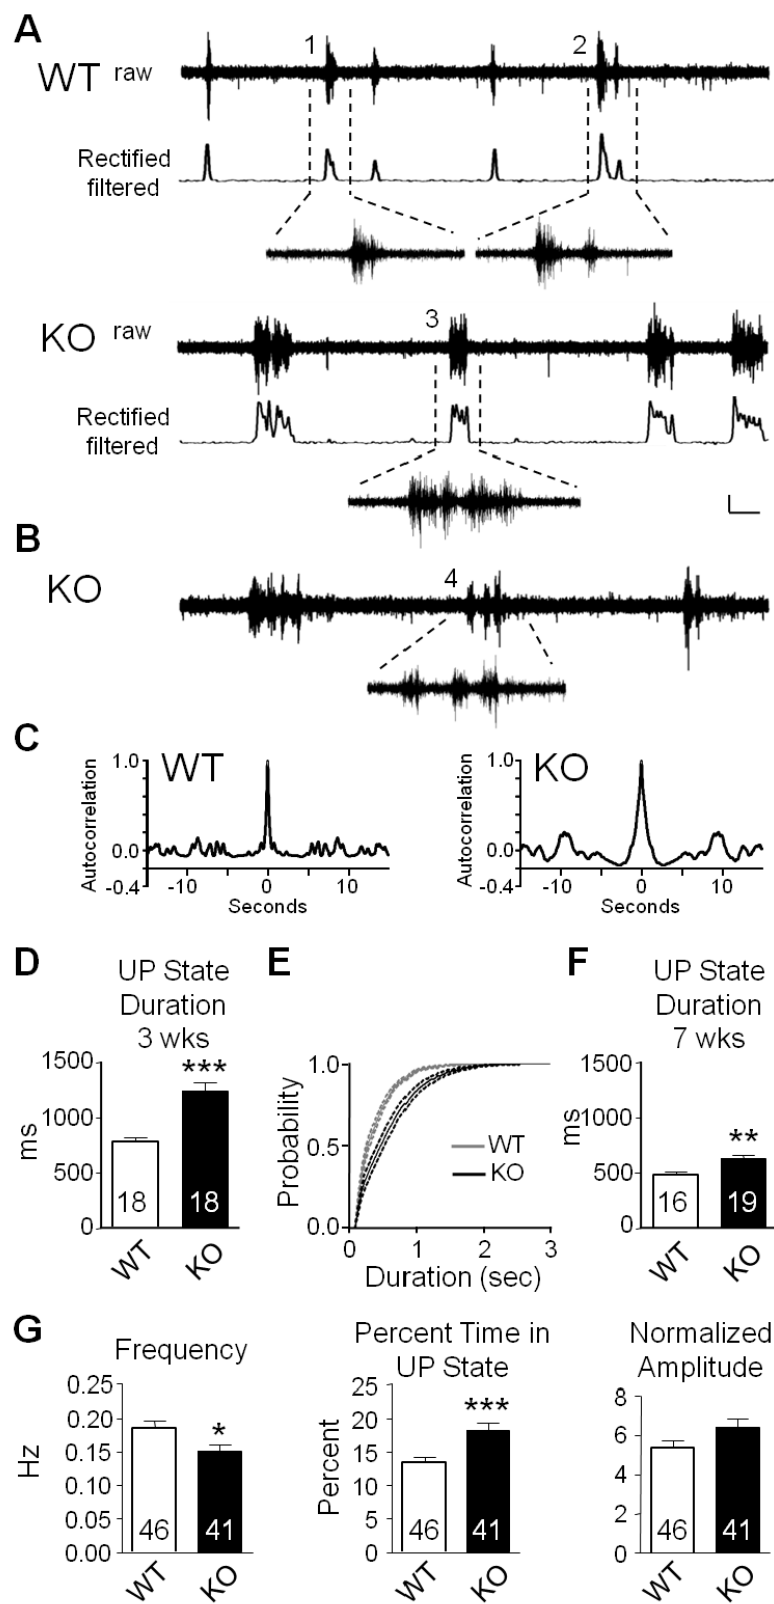 A
WT raw
1
2
Rectified
filtered
KO raw
3
Rectified
filtered
B
KO
4
C
WT
KO
Autocorrelation
1.0
0.0
-0.4
-10 0 10
Seconds
Autocorrelation
1.0
0.0
-0.4
-10 0 10
Seconds
D
UP State
Duration
3 wks
ms
1500
1000
500
0
***
18 18
WT KO
E
Probability
1.0
0.5
0.0
WT
KO
0 1 2 3
Duration (sec)
F
UP State
Duration
7 wks
ms
1500
1000
500
0
**
16 19
WT KO
G
Frequency
Hz
0.25
0.20
0.15
0.10
0.05
0.00
*
46 41
WT KO
Percent Time in
UP State
Percent
25
20
15
10
5
0
***
46 41
WT KO
Normalized
Amplitude
8
6
4
2
0
46 41
WT KO